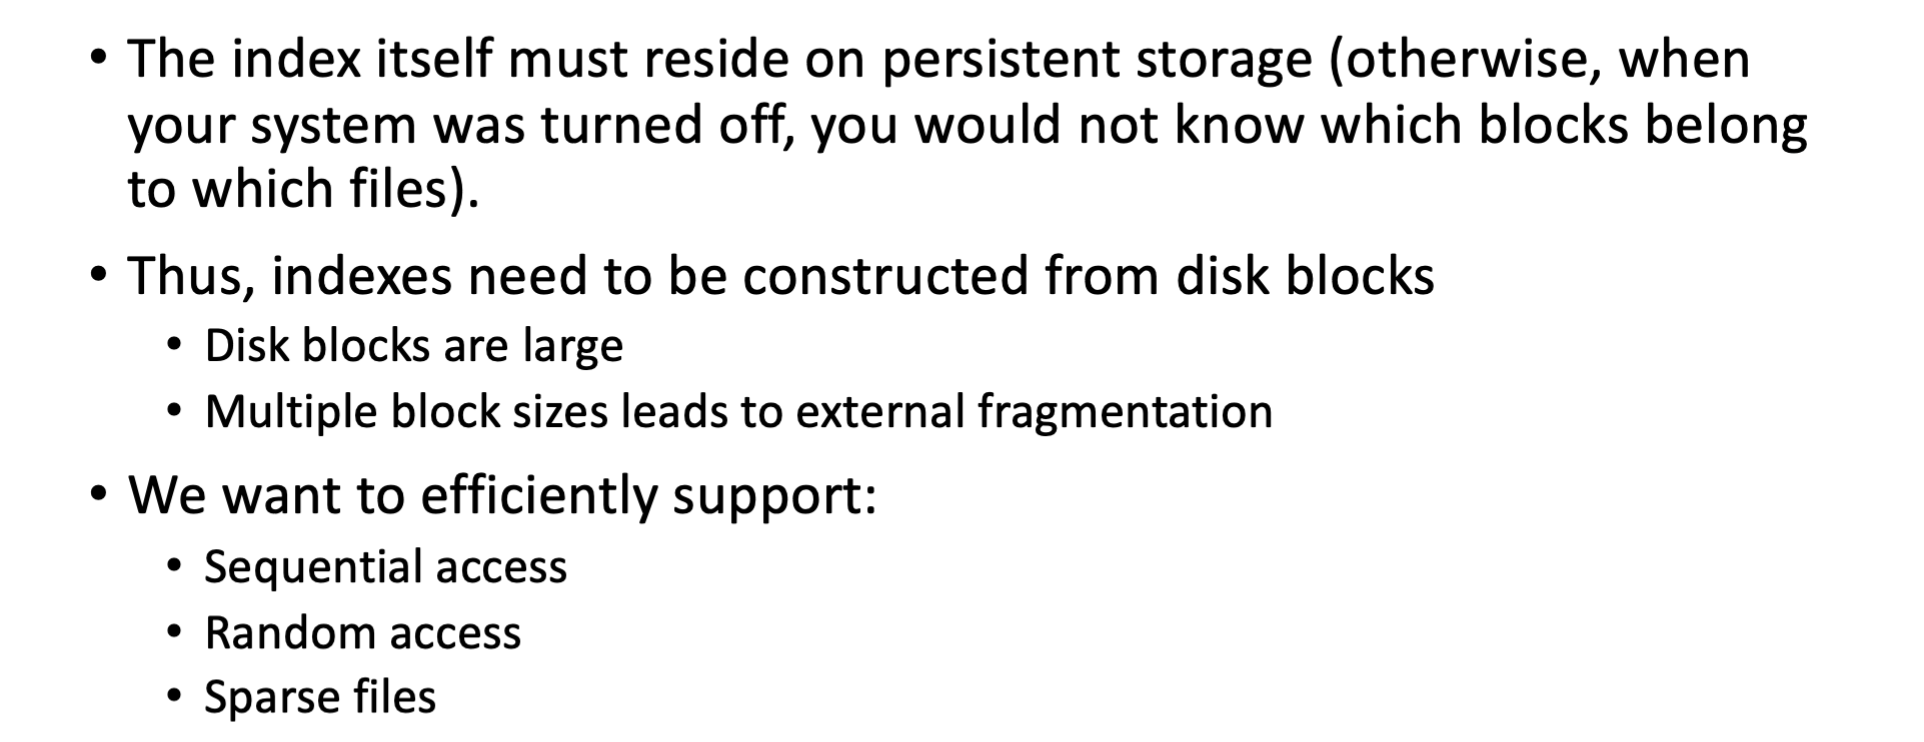 • The index itself must reside on persistent storage (otherwise, when
your system was turned off, you would not know which blocks belong
to which files).
• Thus, indexes need to be constructed from disk blocks
• Disk blocks are large
• Multiple block sizes leads to external fragmentation
• We want to efficiently support:
• Sequential access
• Random access
• Sparse files